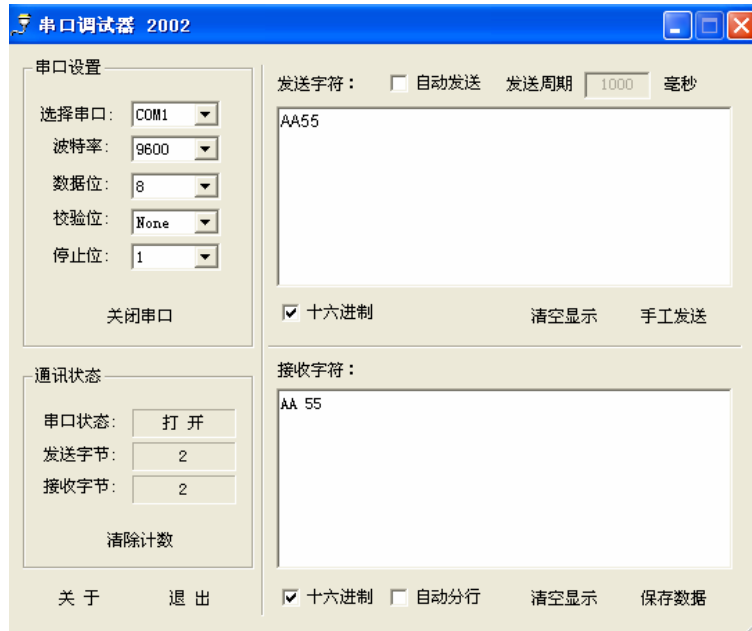 串口调试器 2002
串口设置
选择串口: COM1
波特率: 9600
数据位: 8
校验位: None
停止位: 1
关闭串口
通讯状态
串口状态: 打 开
发送字节: 2
接收字节: 2
清除计数
关 于 退 出
发送字符: 自动发送 发送周期 1000 毫秒
AA55
十六进制 清空显示 手工发送
接收字符:
AA 55
十六进制 自动分行 清空显示 保存数据